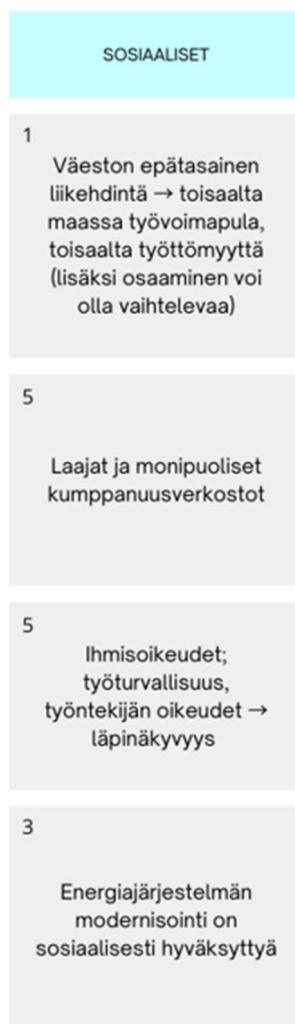 SOSIAALISET
1
Väeston epätasainen
liikehdintä → toisaalta
maassa työvoimapula,
toisaalta työttömyyttä
(lisäksi osaaminen voi
olla vaihtelevaa)
5
Laajat ja monipuoliset
kumppanuusverkostot
5
Ihmisoikeudet;
työturvallisuus,
työntekijän oikeudet →
läpinäkyvyys
3
Energiajärjestelmän
modernisointi on
sosiaalisesti hyväksyttyä